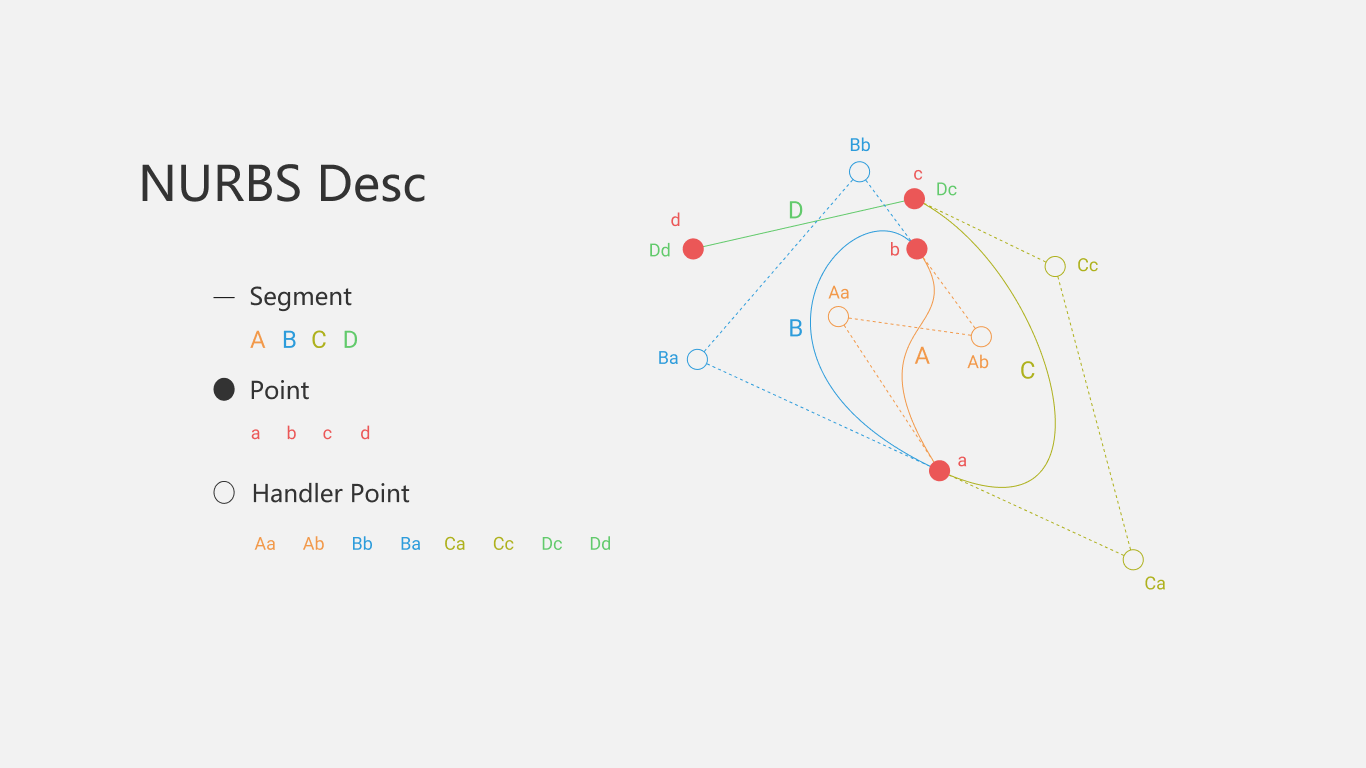 NURBS Desc
Segment
A B C D
Point
a b c d
Handler Point
Aa Ab Bb Ba Ca Cc Dc Dd
Bb
c
Dc
D
d
Dd
b
Cc
Aa
B
A
Ba
Ab
C
a
Ca